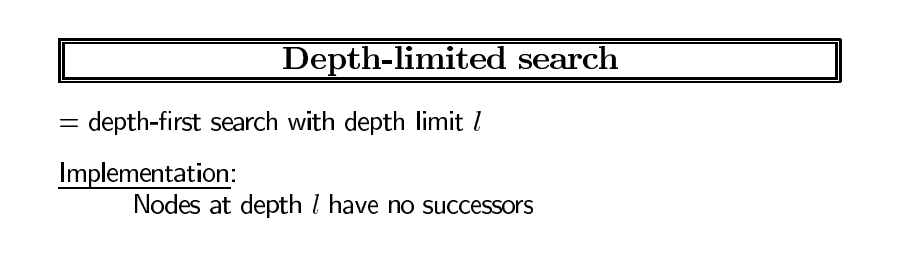 Depth-limited search
= depth-first search with depth limit l
Implementation:
Nodes at depth l have no successors